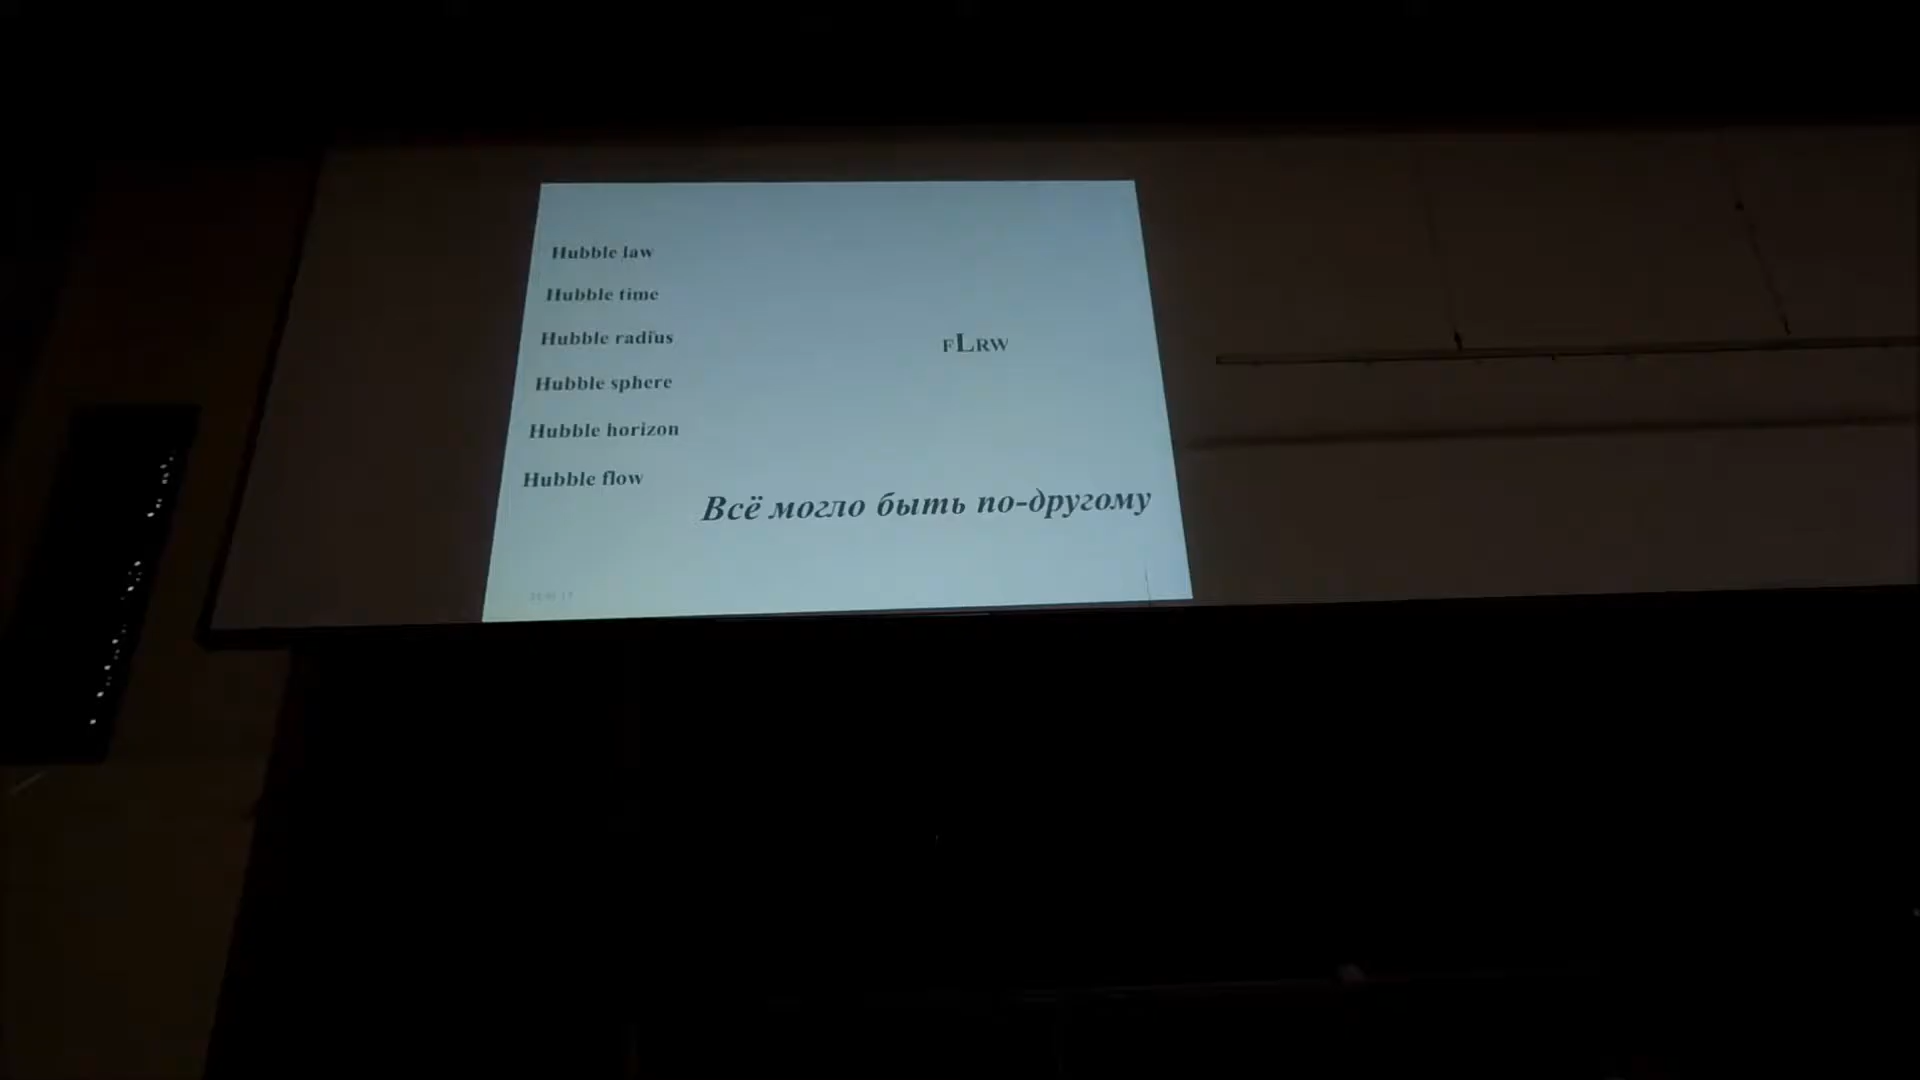 Hubble law
Hubble time
Hubble radius
FLRW
Hubble sphere
Hubble horizon
Hubble flow
Всё могло быть по-другому